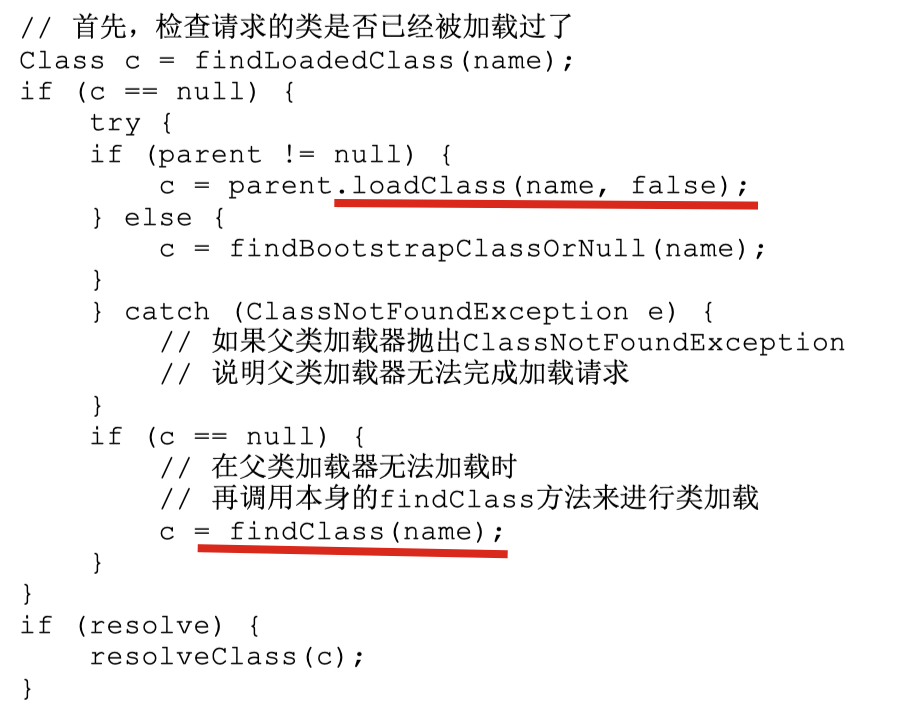 // 首先，检查请求的类是否已经被加载过了
Class c = findLoadedClass(name);
if (c == null) {
    try {
    if (parent != null) {
        c = parent.loadClass(name, false);
    } else {
        c = findBootstrapClassOrNull(name);
    }
    } catch (ClassNotFoundException e) {
        // 如果父类加载器抛出ClassNotFoundException
        // 说明父类加载器无法完成加载请求
    }
    if (c == null) {
        // 在父类加载器无法加载时
        // 再调用本身的findClass方法来进行类加载
        c = findClass(name);
    }
}
if (resolve) {
    resolveClass(c);
}